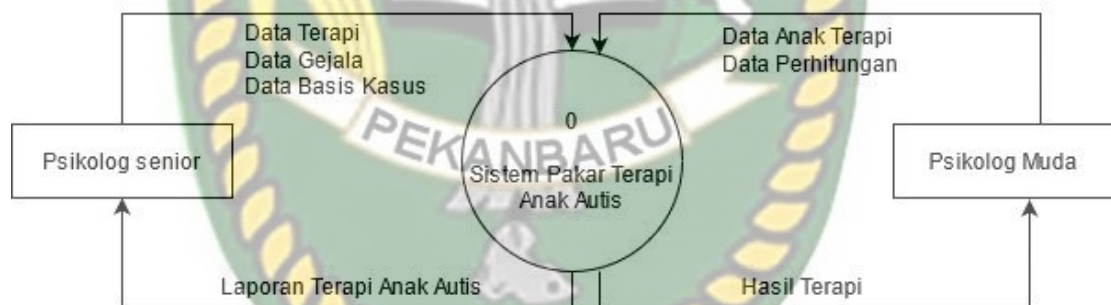 Data Terapi
Data Gejala
Data Basis Kasus
Data Anak Terapi
Data Perhitungan
Psikolog senior
0
PEKANBARU
Sistem Pakar Terapi
Anak Autis
Psikolog Muda
Laporan Terapi Anak Autis
Hasil Terapi